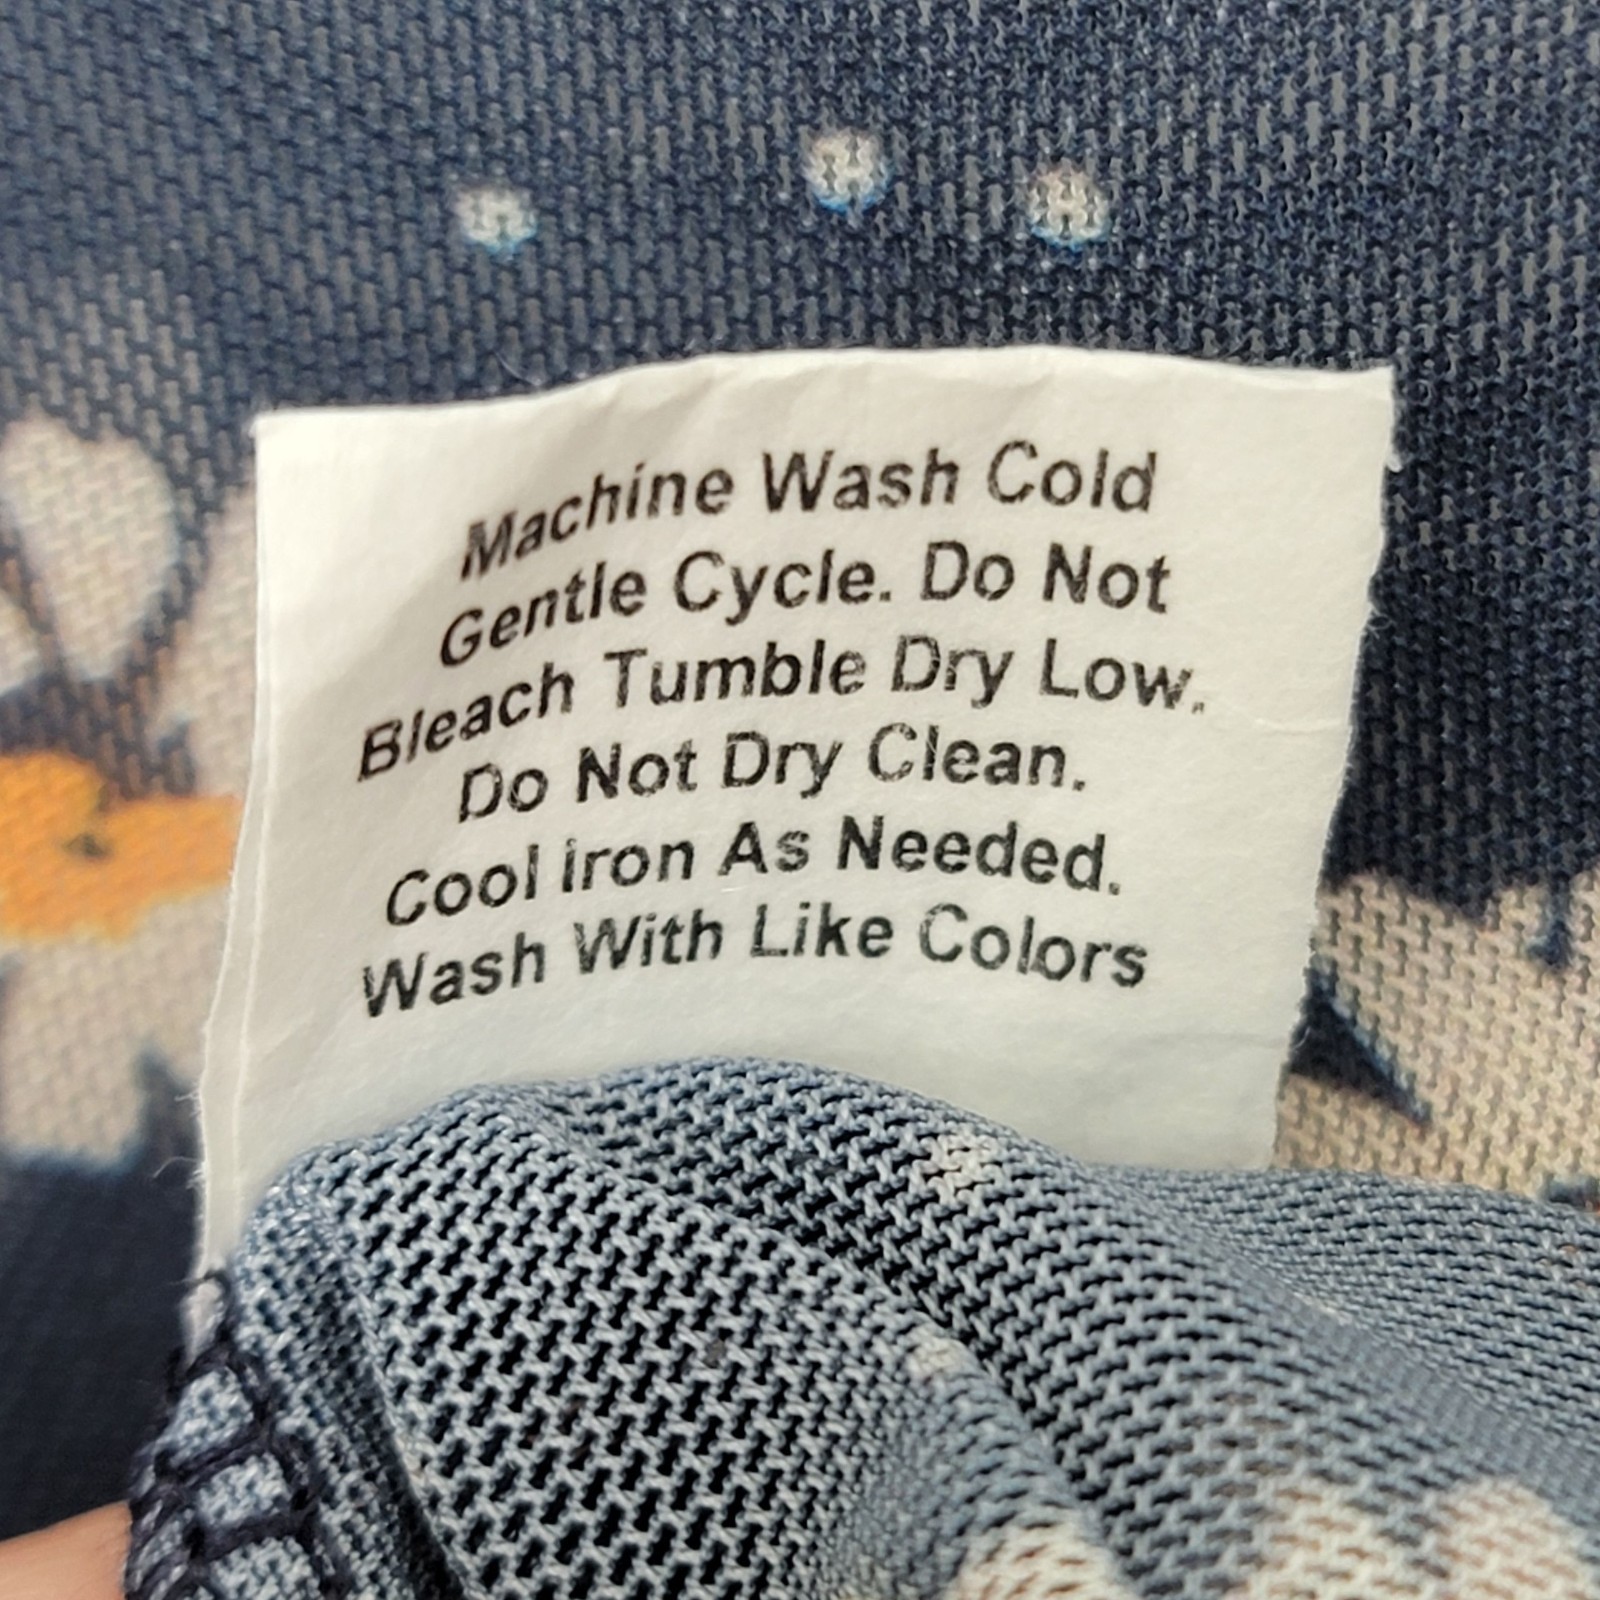 Machine Wash Cold
Gentle Cycle. Do Not
Bleach Tumble Dry Low.
Do Not Dry Clean.
Cool iron As Needed.
Wash With Like Colors